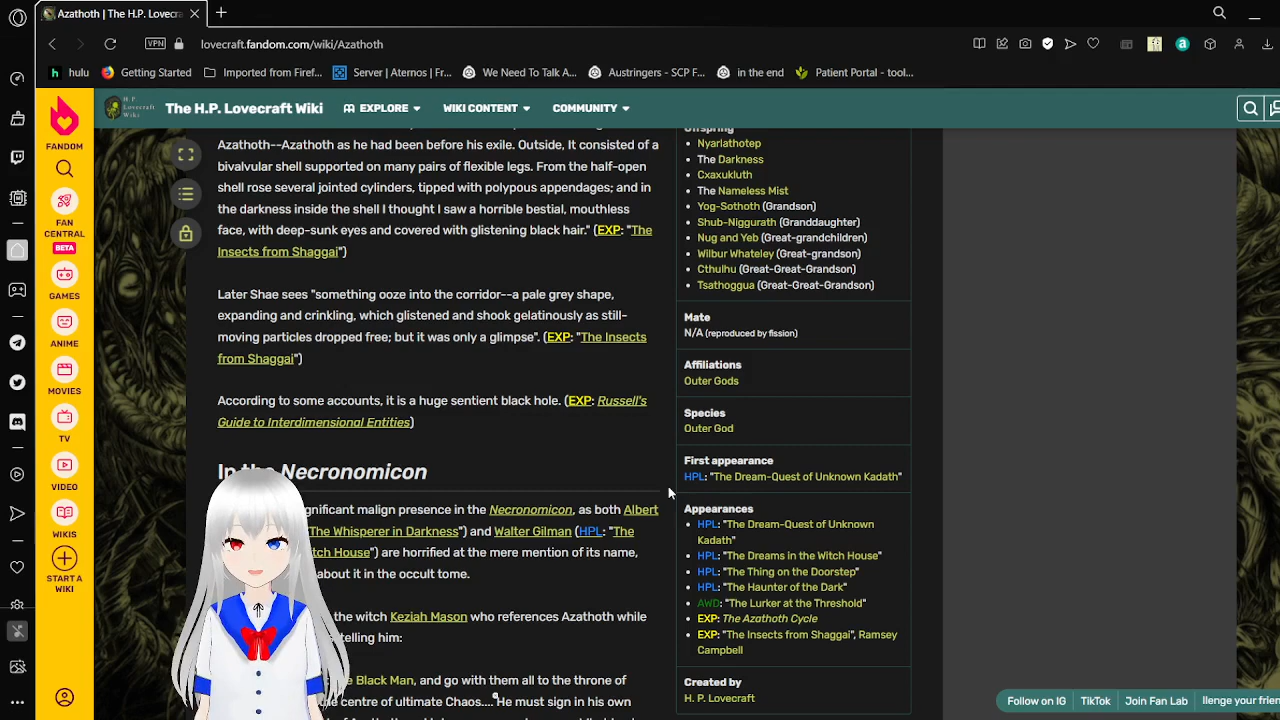 Azathoth | The H.P. Lovec
VPN
lovecraft.fandom.com/wiki/Azathoth
hulu
Getting Started
Imported from Firef...
Server | Aternos | Fr...
We Need To Talk A...
Austringers - SCP F...
in the end
Patient Portal - tool...
FANDOM
FAN CENTRAL
BETA
GAMES
ANIME
MOVIES
TV
VIDEO
WIKIS
START A WIKI
H. P. Lovecraft Wiki
The H.P. Lovecraft Wiki
EXPLORE
WIKI CONTENT
COMMUNITY
Azathoth--Azathoth as he had been before his exile. Outside, It consisted of a
bivalvular shell supported on many pairs of flexible legs. From the half-open
shell rose several jointed cylinders, tipped with polypous appendages; and in
the darkness inside the shell I thought I saw a horrible bestial, mouthless
face, with deep-sunk eyes and covered with glistening black hair." (EXP: "The
Insects from Shaggai")
Later Shae sees "something ooze into the corridor--a pale grey shape,
expanding and crinkling, which glistened and shook gelatinously as still-
moving particles dropped free; but it was only a glimpse". (EXP: "The Insects
from Shaggai")
According to some accounts, it is a huge sentient black hole. (EXP: Russell's
Guide to Interdimensional Entities)
In the Necronomicon
gnificant malign presence in the Necronomicon, as both Albert
"The Whisperer in Darkness") and Walter Gilman (HPL: "The
tch House") are horrified at the mere mention of its name,
about it in the occult tome.
the witch Keziah Mason who references Azathoth while
telling him:
e Black Man, and go with them all to the throne of
centre of ultimate Chaos.... He must sign in his own
Offspring
Nyarlathotep
The Darkness
Cxaxukluth
The Nameless Mist
Yog-Sothoth (Grandson)
Shub-Niggurath (Granddaughter)
Nug and Yeb (Great-grandchildren)
Wilbur Whateley (Great-grandson)
Cthulhu (Great-Great-Grandson)
Tsathoggua (Great-Great-Grandson)
Mate
N/A (reproduced by fission)
Affiliations
Outer Gods
Species
Outer God
First appearance
HPL: "The Dream-Quest of Unknown Kadath"
Appearances
HPL: "The Dream-Quest of Unknown
Kadath"
HPL: "The Dreams in the Witch House"
HPL: "The Thing on the Doorstep"
HPL: "The Haunter of the Dark"
AWD: "The Lurker at the Threshold"
EXP: The Azathoth Cycle
EXP: "The Insects from Shaggai", Ramsey
Campbell
Created by
H. P. Lovecraft
Follow on IG
TikTok
Join Fan Lab
llenge your frien